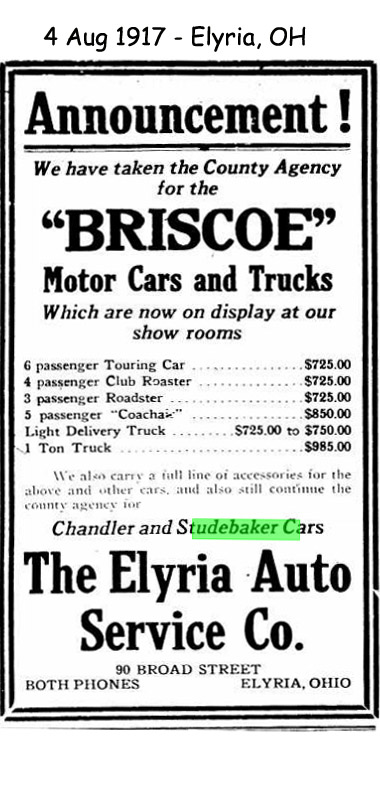 4 Aug 1917 - Elyria, OH
Announcement!
We have taken the County Agency
for the
"BRISCOE"
Motor Cars and Trucks
Which are now on display at our
show rooms
6 passenger Touring Car ................$725.00
4 passenger Club Roaster ...............$725.00
3 passenger Roadster ...................$725.00
5 passenger "Coachair" .................$850.00
Light Delivery Truck ........$725.00 to $750.00
1 Ton Truck ............................$985.00
We also carry a full line of accessories for the
above and other cars, and also still continue the
county agency for
Chandler and Studebaker Cars
The Elyria Auto
Service Co.
90 BROAD STREET
BOTH PHONES ELYRIA, OHIO